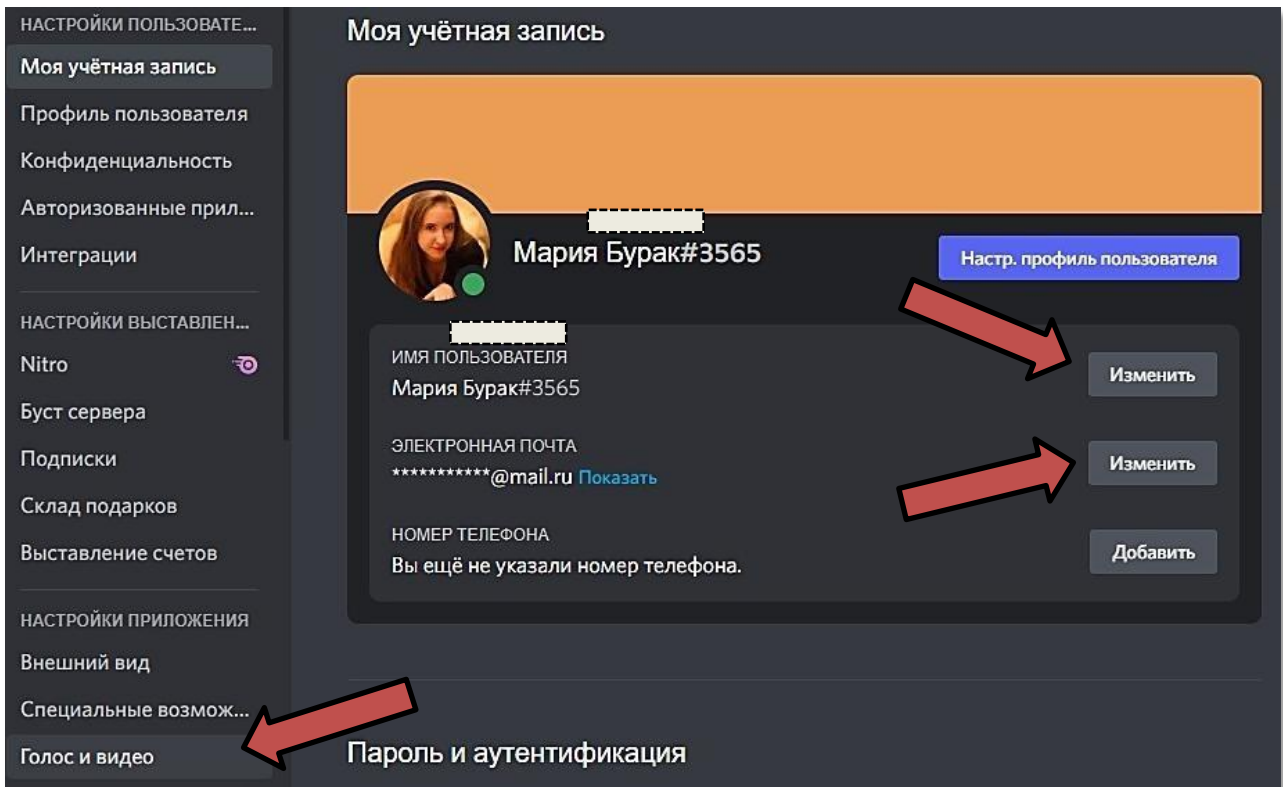 НАСТРОЙКИ ПОЛЬЗОВАТЕ...
Моя учётная запись
Профиль пользователя
Конфиденциальность
Авторизованные прил...
Интеграции
НАСТРОЙКИ ВЫСТАВЛЕН...
Nitro
Буст сервера
Подписки
Склад подарков
Выставление счетов
НАСТРОЙКИ ПРИЛОЖЕНИЯ
Внешний вид
Специальные возмож...
Голос и видео
Моя учётная запись
Мария Бурак#3565
Настр. профиль пользователя
ИМЯ ПОЛЬЗОВАТЕЛЯ
Мария Бурак#3565
Изменить
ЭЛЕКТРОННАЯ ПОЧТА
***********@mail.ru Показать
Изменить
НОМЕР ТЕЛЕФОНА
Вы ещё не указали номер телефона.
Добавить
Пароль и аутентификация